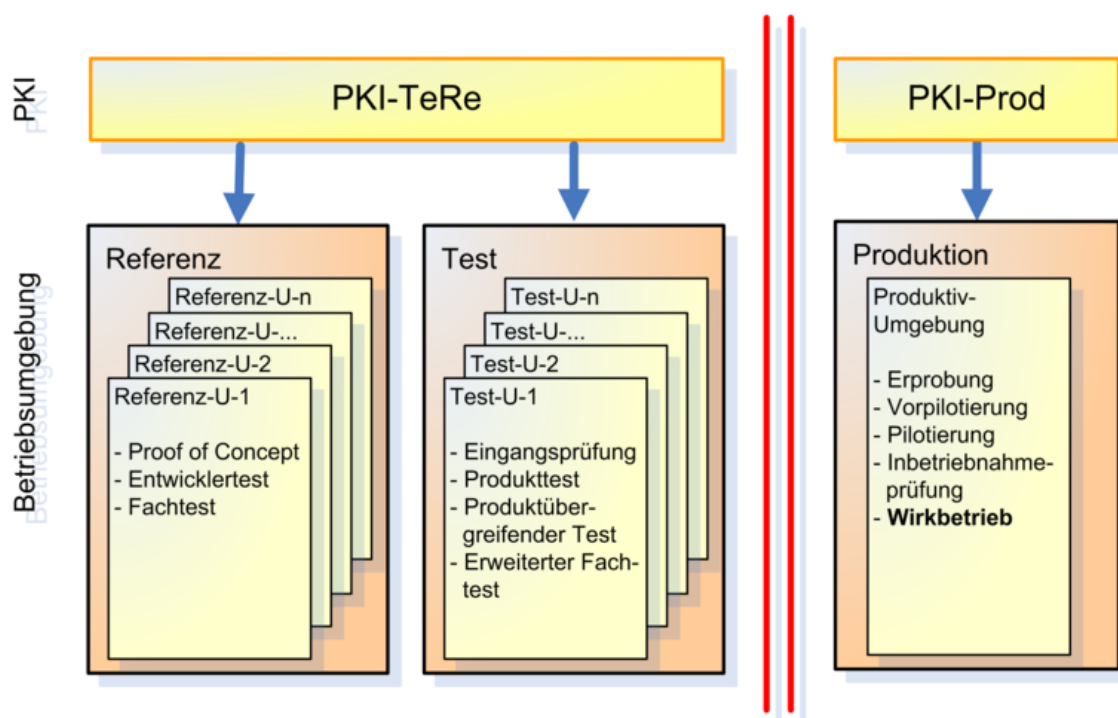 PKI
PKI-TeRe
PKI-Prod
Betriebsumgebung
Referenz
Referenz-U-n
Referenz-U-...
Referenz-U-2
Referenz-U-1
- Proof of Concept
- Entwicklertest
- Fachtest
Test
Test-U-n
Test-U-...
Test-U-2
Test-U-1
- Eingangsprüfung
- Produkttest
- Produktüber-
greifender Test
- Erweiterter Fach-
test
Produktion
Produktiv-
Umgebung
- Erprobung
- Vorpilotierung
- Pilotierung
- Inbetriebnahme-
prüfung
- Wirkbetrieb